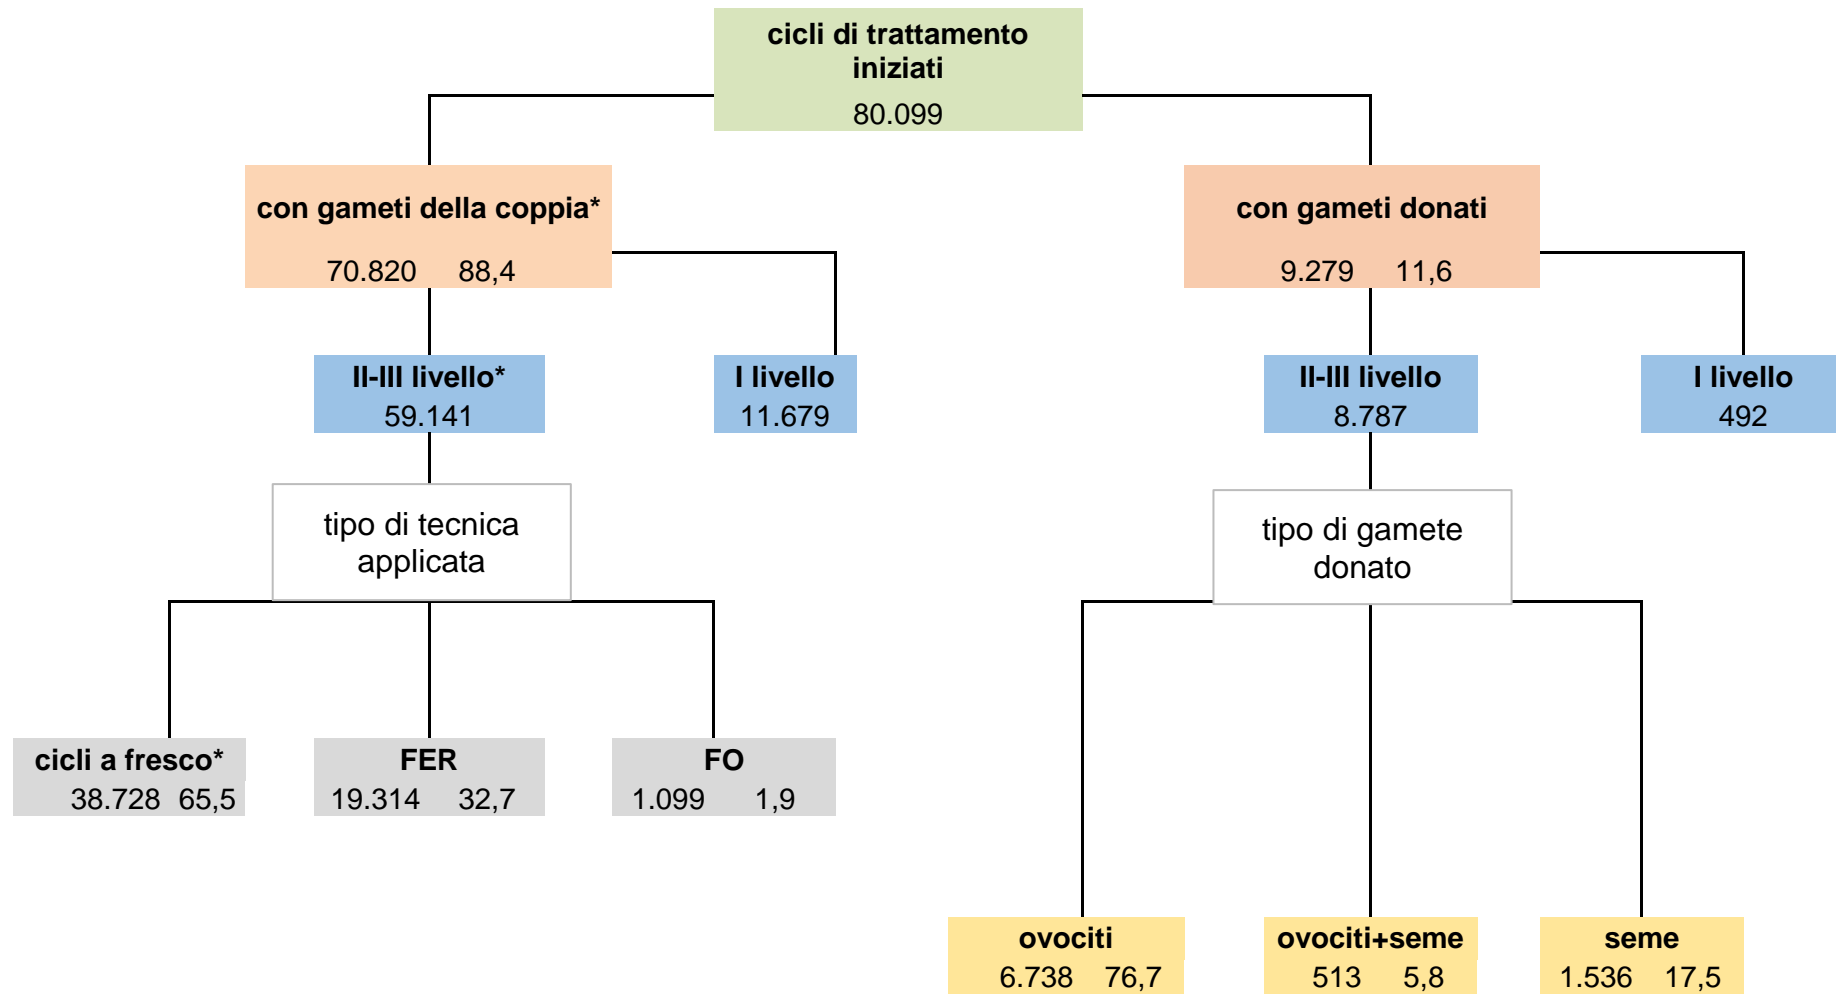 cicli di trattamento
iniziati
80.099
con gameti della coppia*
70.820 88,4
con gameti donati
9.279 11,6
II-III livello*
59.141
I livello
11.679
II-III livello
8.787
I livello
492
tipo di tecnica
applicata
tipo di gamete
donato
cicli a fresco*
38.728 65,5
FER
19.314 32,7
FO
1.099 1,9
ovociti
6.738 76,7
ovociti+seme
513 5,8
seme
1.536 17,5